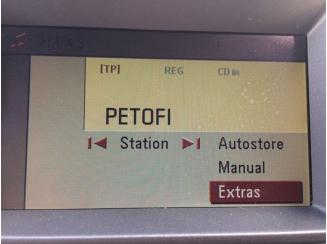 [TP] REG CD in
PETOFI
Station Autostore
Manual
Extras